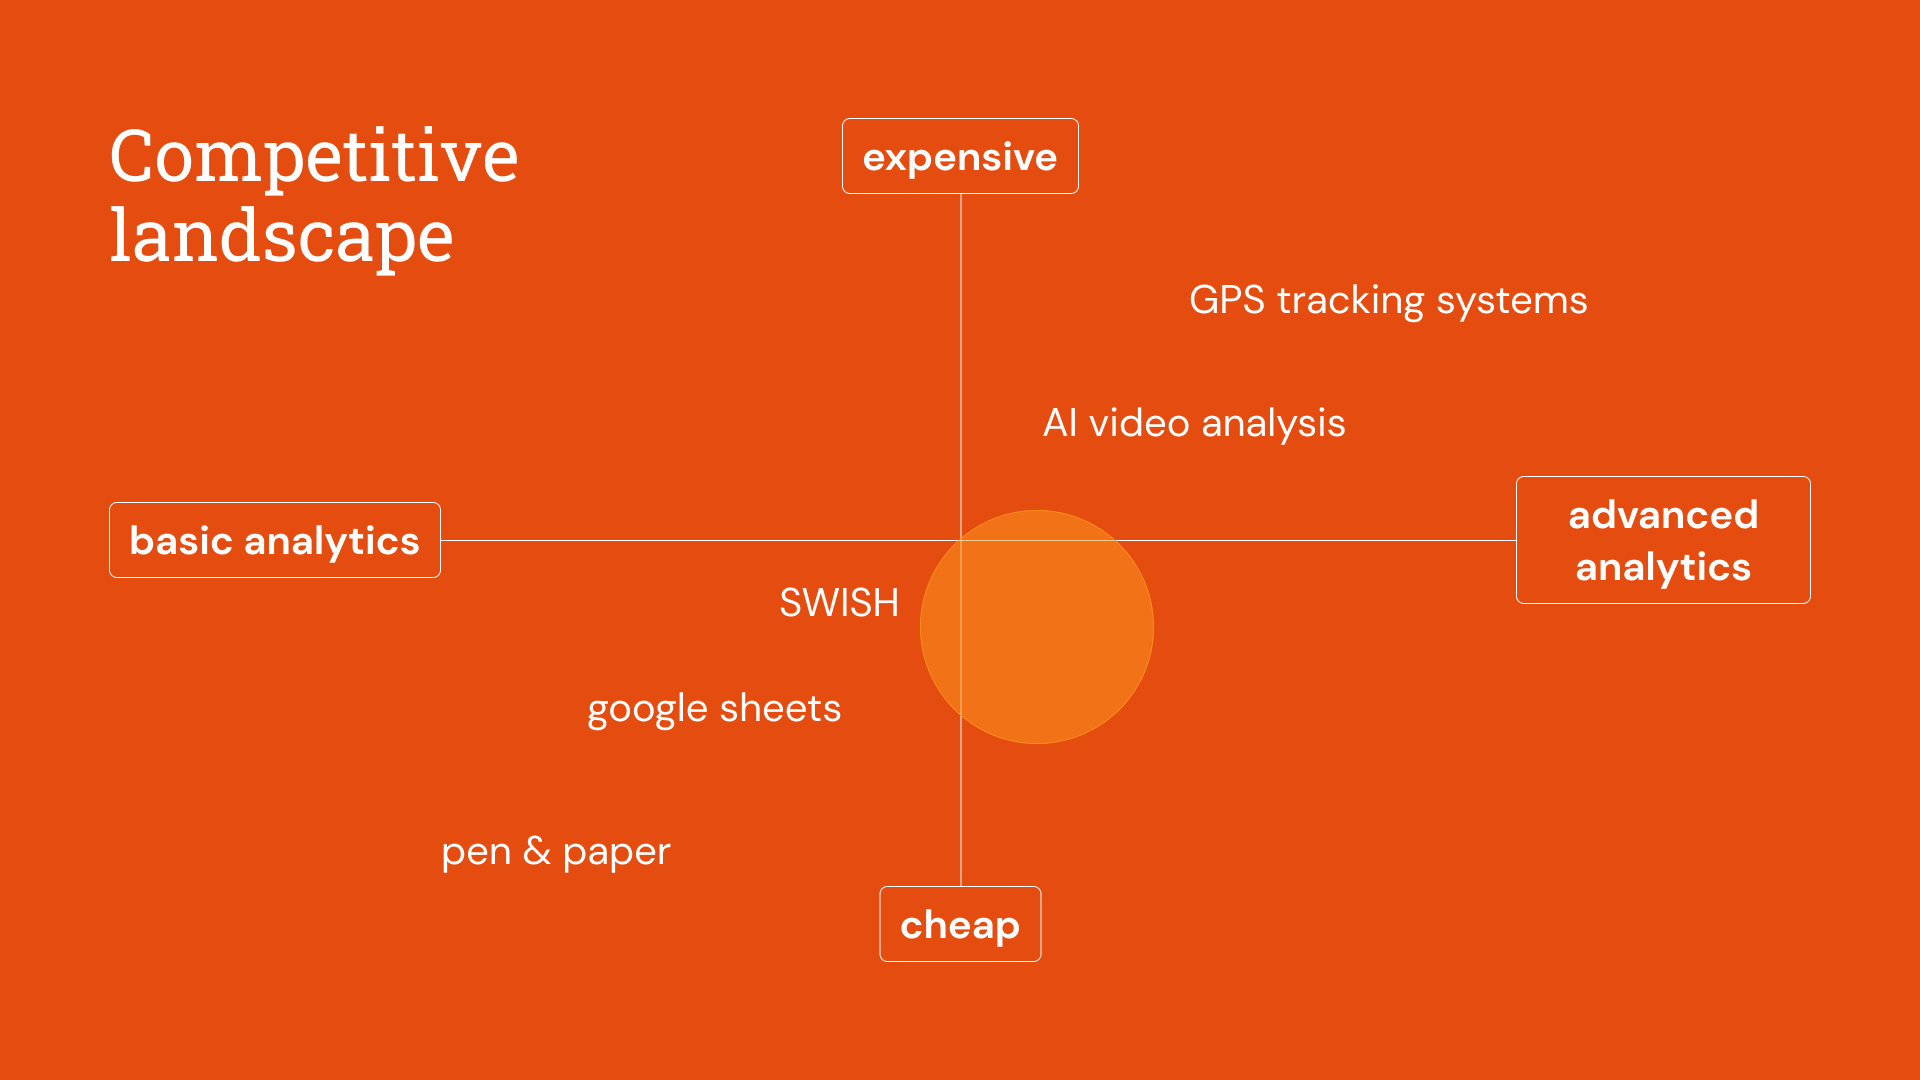 Competitive
landscape
expensive
GPS tracking systems
AI video analysis
basic analytics
advanced
analytics
SWISH
google sheets
pen & paper
cheap